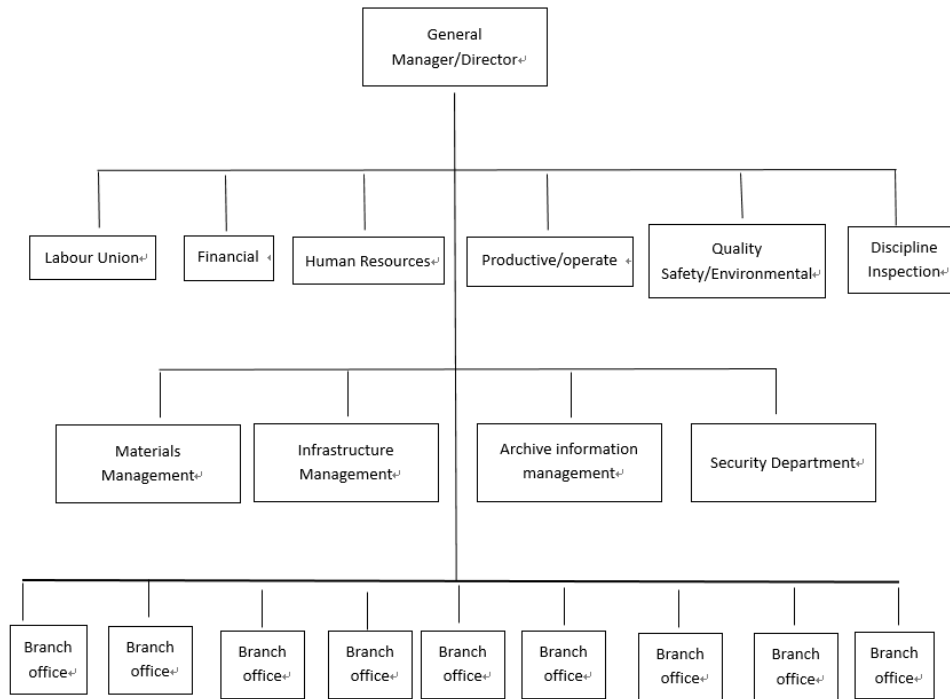 General
Manager/Director
Labour Union
Financial
Human Resources
Productive/operate
Quality
Safety/Environmental
Discipline
Inspection
Materials
Management
Infrastructure
Management
Archive information
management
Security Department
Branch
office
Branch
office
Branch
office
Branch
office
Branch
office
Branch
office
Branch
office
Branch
office
Branch
office